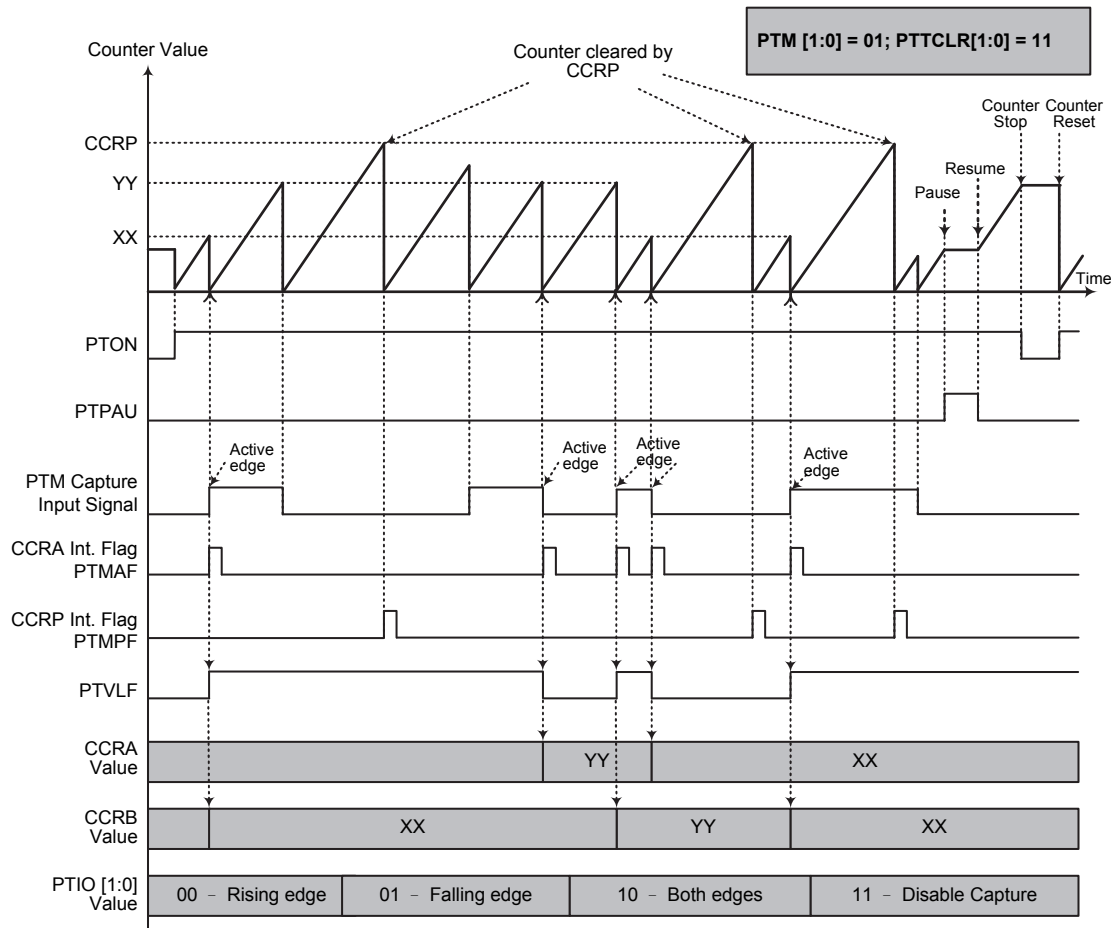 PTM [1:0] = 01; PTTCLR[1:0] = 11
Counter Value
Counter cleared by
CCRP
Counter
Stop
Counter
Reset
CCRP
YY
XX
Pause
Resume
Time
PTON
PTPAU
PTM Capture
Input Signal
Active
edge
Active
edge
Active
edge
Active
edge
CCRA Int. Flag
PTMAF
CCRP Int. Flag
PTMPF
PTVLF
CCRA
Value
YY
XX
CCRB
Value
XX
YY
XX
PTIO [1:0]
Value
00 – Rising edge
01 – Falling edge
10 – Both edges
11 – Disable Capture